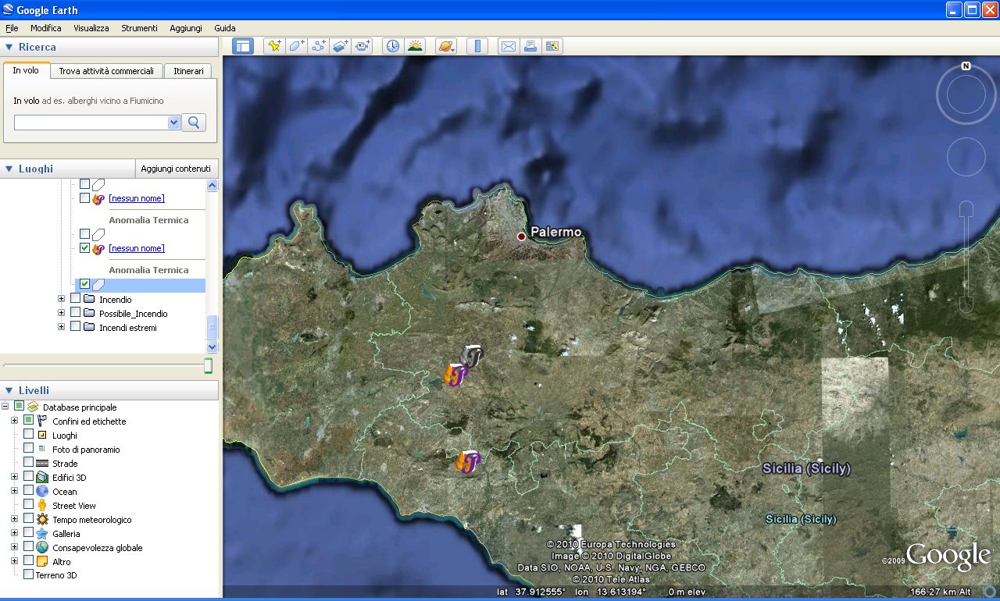 Google Earth
File Modifica Visualizza Strumenti Aggiungi Guida
Ricerca
In volo Trova attività commerciali Itinerari
In volo ad es. alberghi vicino a Fiumicino
Luoghi Aggiungi contenuti
[nessun nome]
Anomalia Termica
[nessun nome]
Anomalia Termica
Incendio
Possibile_Incendio
Incendi estremi
Livelli
Database principale
Confini ed etichette
Luoghi
Foto di panoramio
Strade
Edifici 3D
Ocean
Street View
Tempo meteorologico
Galleria
Consapevolezza globale
Altro
Terreno 3D
N
Palermo
Sicilia (Sicily)
Sicilia (Sicily)
© 2010 Europa Technologies
Image © 2010 DigitalGlobe
Data SIO, NOAA, U.S. Navy, NGA, GEBCO
© 2010 Tele Atlas
©2009 Google
lat 37.912555° lon 13.613194° 0 m elev 166.27 km Alt